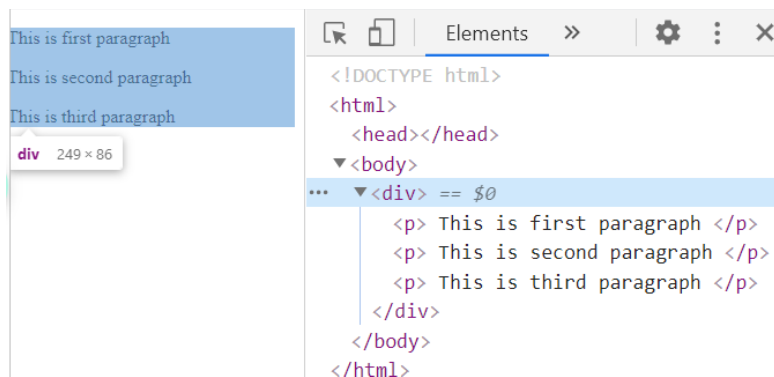 This is first paragraph
This is second paragraph
This is third paragraph
div 249 × 86
Elements »
<!DOCTYPE html>
<html>
<head></head>
▼<body>
••• ▼<div> == $0
<p> This is first paragraph </p>
<p> This is second paragraph </p>
<p> This is third paragraph </p>
</div>
</body>
</html>